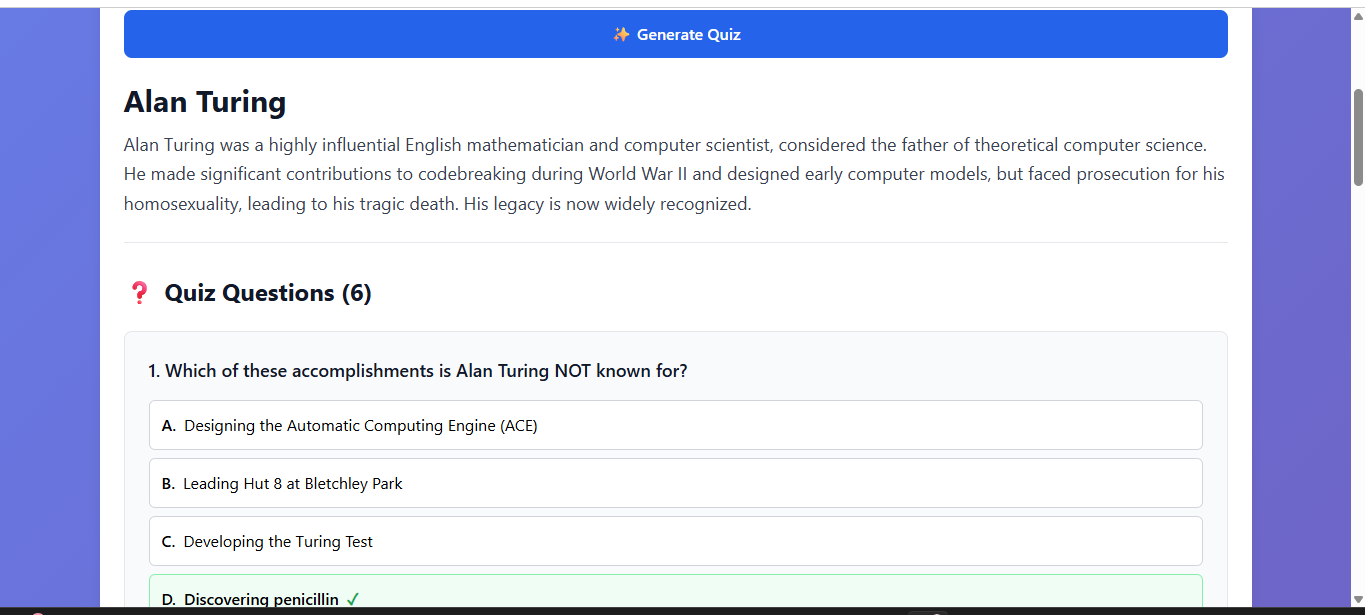 ✨ Generate Quiz
Alan Turing
Alan Turing was a highly influential English mathematician and computer scientist, considered the father of theoretical computer science.
He made significant contributions to codebreaking during World War II and designed early computer models, but faced prosecution for his
homosexuality, leading to his tragic death. His legacy is now widely recognized.
❓ Quiz Questions (6)
1. Which of these accomplishments is Alan Turing NOT known for?
A. Designing the Automatic Computing Engine (ACE)
B. Leading Hut 8 at Bletchley Park
C. Developing the Turing Test
D. Discovering penicillin ✓